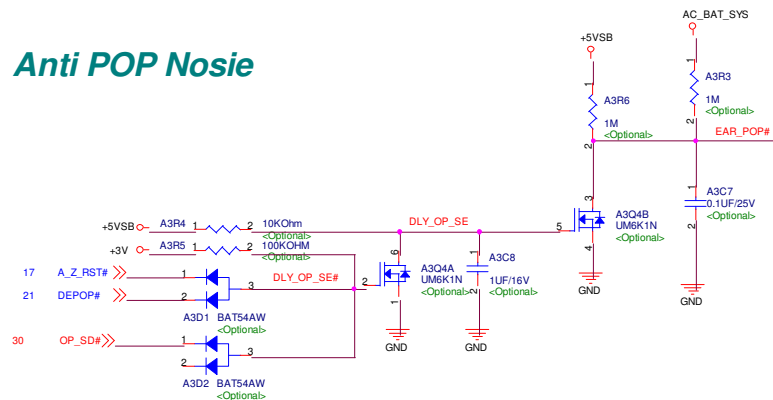 Anti POP Nosie
AC_BAT_SYS
+5VSB
1
A3R6
1M
<Optional>
2
1
A3R3
1M
<Optional>
2
EAR_POP#
+5VSB
A3R4
1
2
10KOhm
<Optional>
+3V
A3R5
1
2
100KOHM
<Optional>
DLY_OP_SE
5
3
A3Q4B
UM6K1N
<Optional>
4
GND
1
A3C7
0.1UF/25V
<Optional>
2
GND
17
A_Z_RST#
1
21
DEPOP#
2
3
DLY_OP_SE#
2
6
A3Q4A
UM6K1N
<Optional>
1
GND
1
A3C8
1UF/16V
<Optional>
2
GND
A3D1
BAT54AW
<Optional>
30
OP_SD#
1
2
3
A3D2
BAT54AW
<Optional>